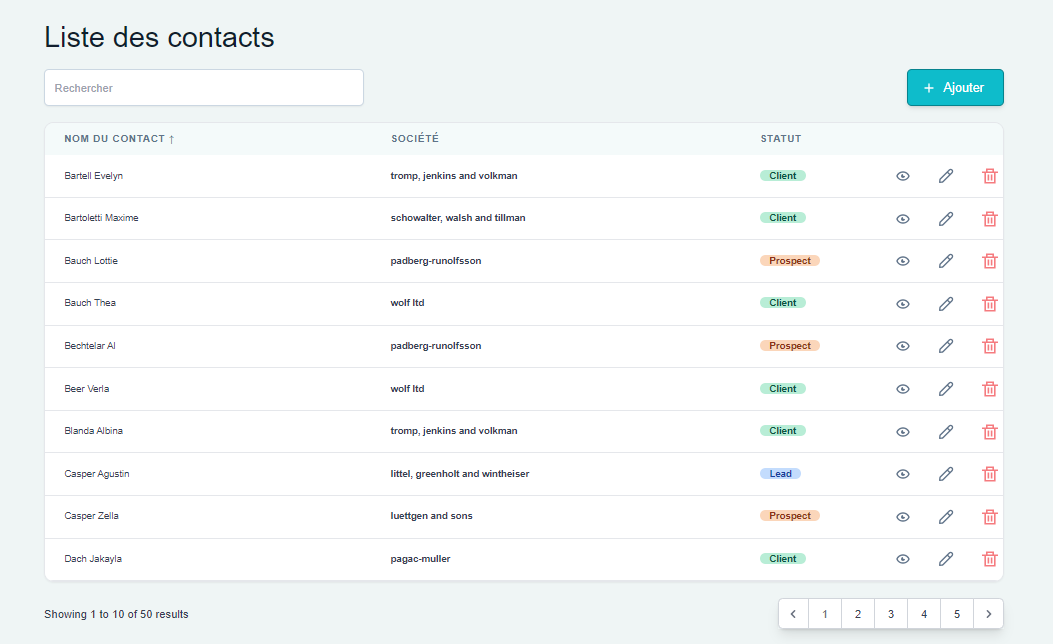 Liste des contacts
Rechercher
+ Ajouter
NOM DU CONTACT ↑ SOCIÉTÉ STATUT
Bartell Evelyn tromp, jenkins and volkman Client
Bartoletti Maxime schowalter, walsh and tillman Client
Bauch Lottie padberg-runolfsson Prospect
Bauch Thea wolf ltd Client
Bechtelar Al padberg-runolfsson Prospect
Beer Verla wolf ltd Client
Blanda Albina tromp, jenkins and volkman Client
Casper Agustin littel, greenholt and wintheiser Lead
Casper Zella luettgen and sons Prospect
Dach Jakayla pagac-muller Client
Showing 1 to 10 of 50 results
1 2 3 4 5